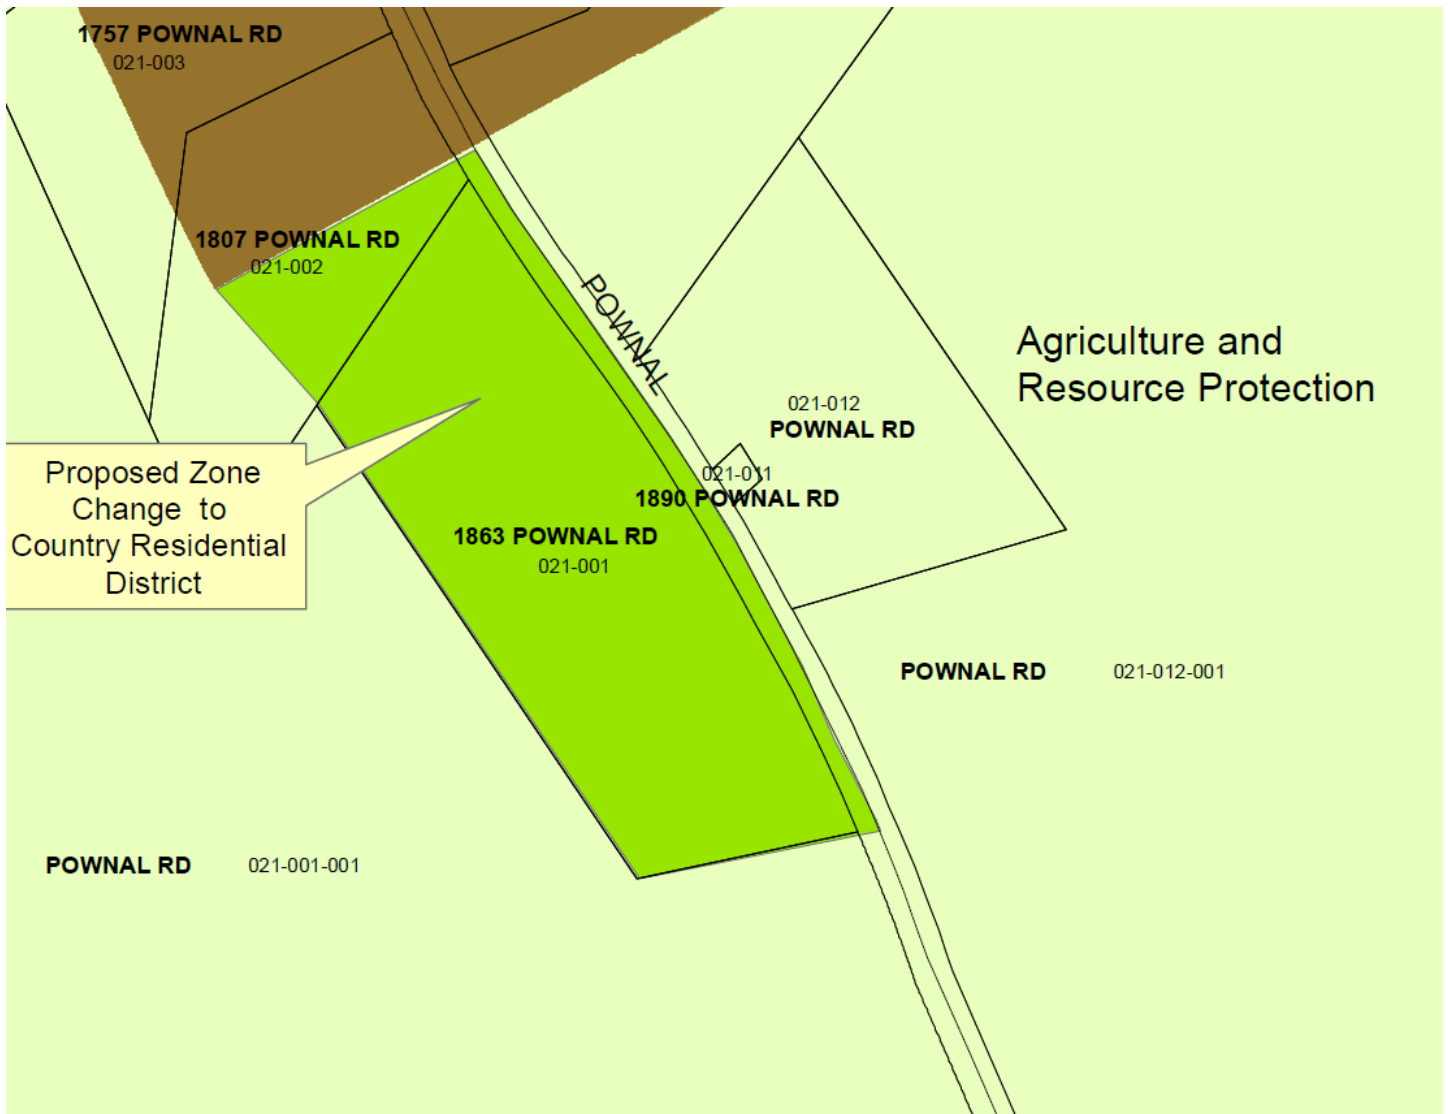 1757 POWNAL RD
021-003
1807 POWNAL RD
021-002
POWNAL
Agriculture and
Resource Protection
021-012
POWNAL RD
021-011
1890 POWNAL RD
Proposed Zone
Change to
Country Residential
District
1863 POWNAL RD
021-001
POWNAL RD 021-012-001
POWNAL RD 021-001-001